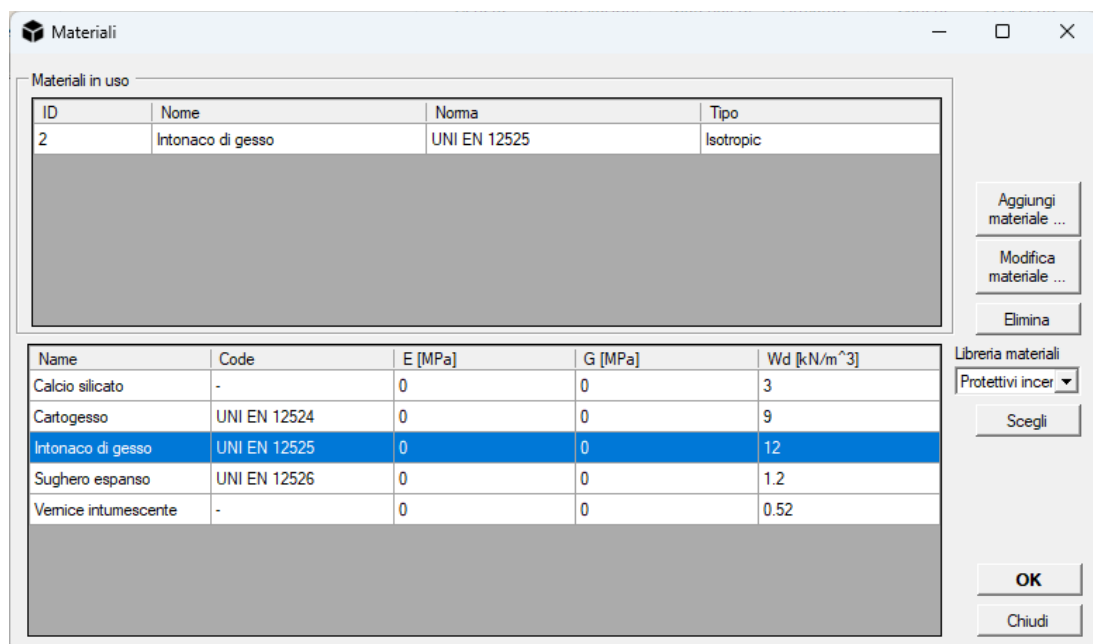 Materiali
Materiali in uso
ID Nome Norma Tipo
2 Intonaco di gesso UNI EN 12525 Isotropic
Aggiungi
materiale ...
Modifica
materiale ...
Elimina
Name Code E [MPa] G [MPa] Wd [kN/m^3]
Calcio silicato - 0 0 3
Cartogesso UNI EN 12524 0 0 9
Intonaco di gesso UNI EN 12525 0 0 12
Sughero espanso UNI EN 12526 0 0 1.2
Vernice intumescente - 0 0 0.52
Libreria materiali
Protettivi incer
Scegli
OK
Chiudi